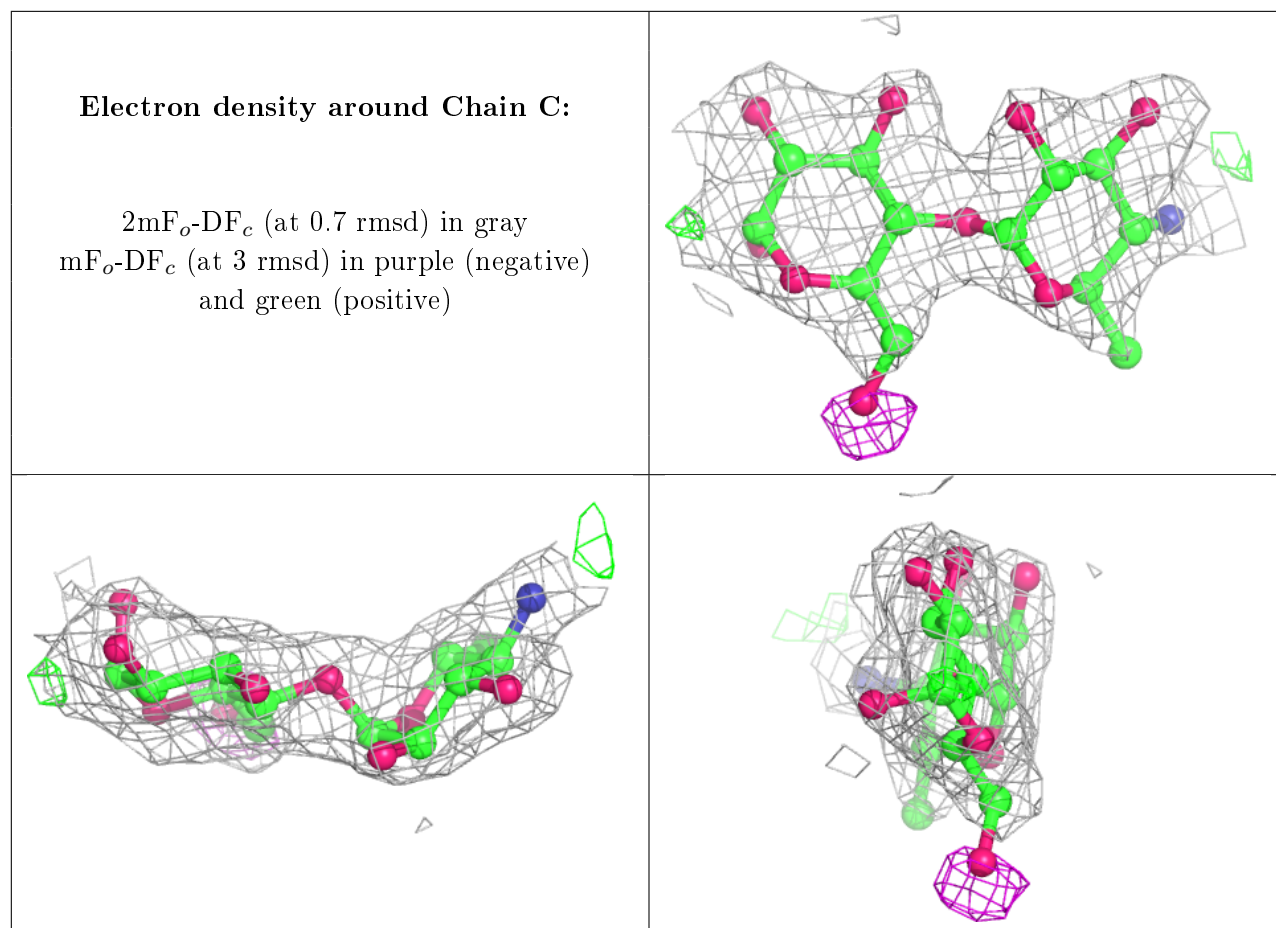 Electron density around Chain C:
2mFo-DFc (at 0.7 rmsd) in gray
mFo-DFc (at 3 rmsd) in purple (negative)
and green (positive)